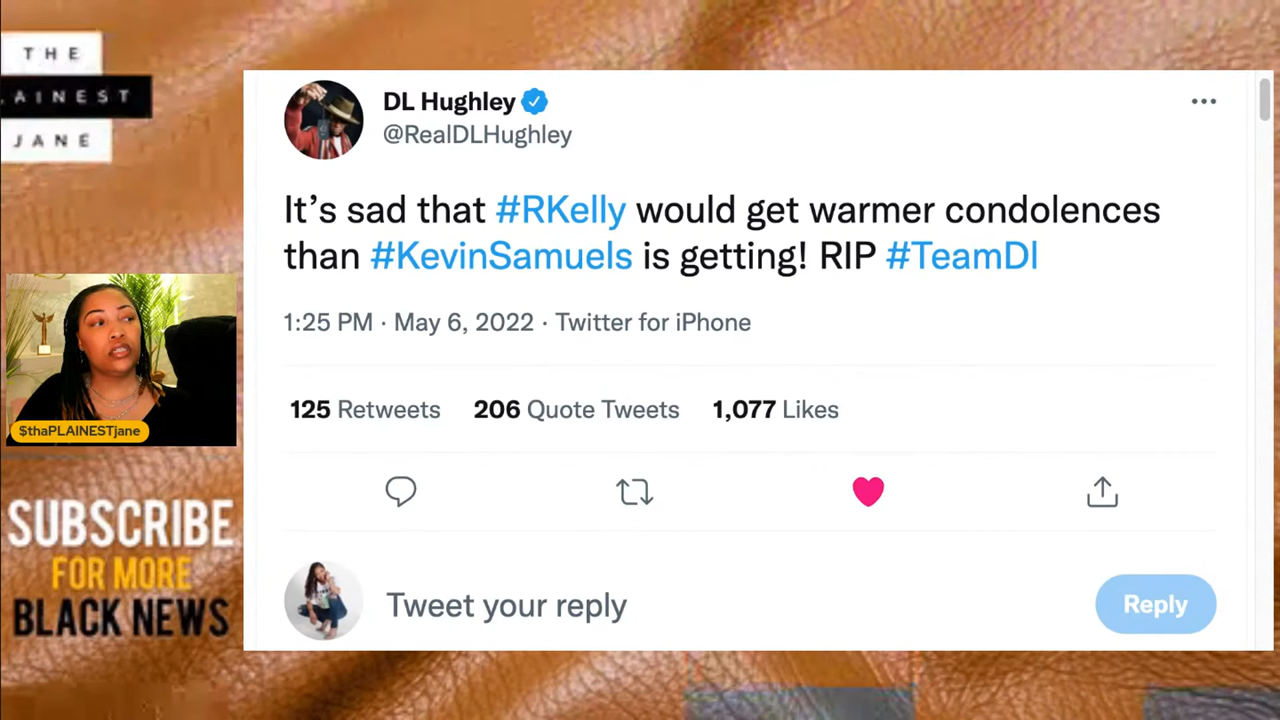 THE
LAINEST
JANE
DL Hughley
@RealDLHughley
It’s sad that #RKelly would get warmer condolences
than #KevinSamuels is getting! RIP #TeamDl
1:25 PM · May 6, 2022 · Twitter for iPhone
125 Retweets 206 Quote Tweets 1,077 Likes
$thaPLAINESTjane
SUBSCRIBE
FOR MORE
BLACK NEWS
Tweet your reply
Reply